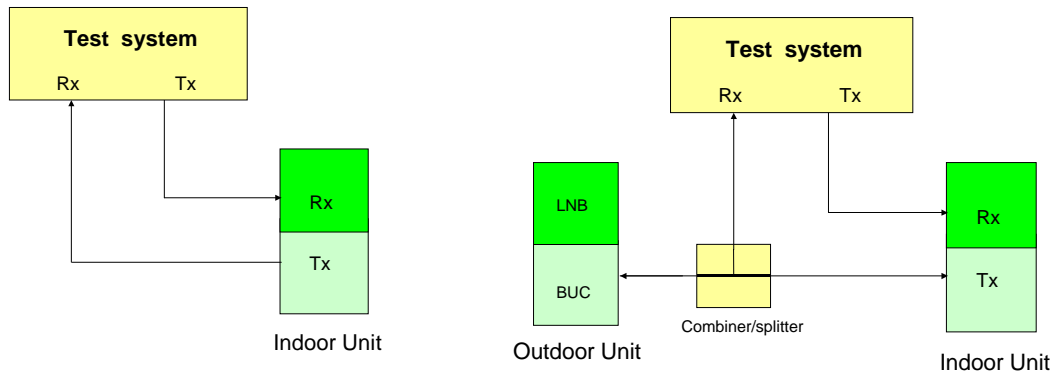 Test system
Rx Tx
Rx
Tx
Indoor Unit
Test system
Rx Tx
LNB
BUC
Outdoor Unit
Combiner/splitter
Rx
Tx
Indoor Unit